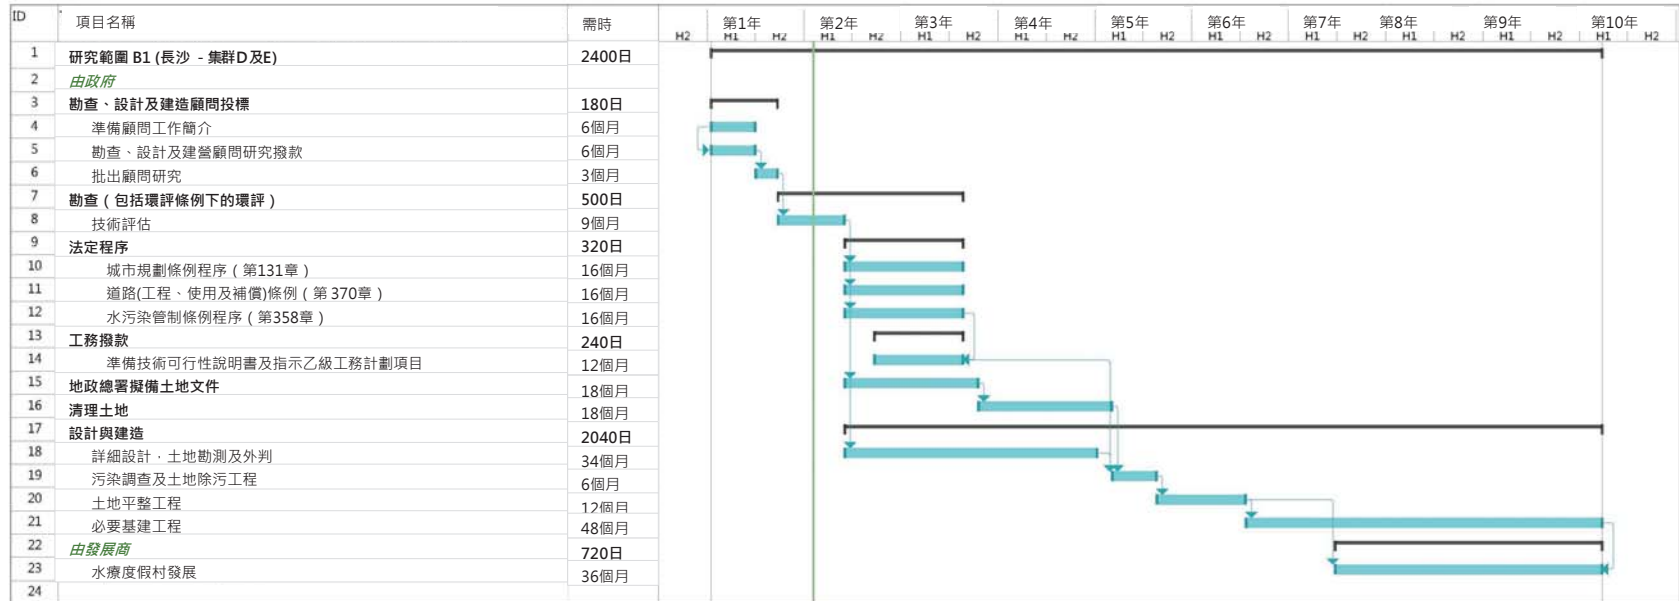 ID 項目名稱 需時 第1年 第2年 第3年 第4年 第5年 第6年 第7年 第8年 第9年 第10年
H2 H1 H2 H1 H2 H1 H2 H1 H2 H1 H2 H1 H2 H1 H2 H1 H2 H1 H2 H1 H2
1 研究範圍 B1 (長沙 - 集群D及E) 2400日
2 由政府
3 勘查、設計及建造顧問投標 180日
4 準備顧問工作簡介 6個月
5 勘查、設計及建營顧問研究撥款 6個月
6 批出顧問研究 3個月
7 勘查（包括環評條例下的環評） 500日
8 技術評估 9個月
9 法定程序 320日
10 城市規劃條例程序（第131章） 16個月
11 道路(工程、使用及補償)條例（第370章） 16個月
12 水污染管制條例程序（第358章） 16個月
13 工務撥款 240日
14 準備技術可行性說明書及指示乙級工務計劃項目 12個月
15 地政總署擬備土地文件 18個月
16 清理土地 18個月
17 設計與建造 2040日
18 詳細設計﹐土地勘測及外判 34個月
19 污染調查及土地除污工程 6個月
20 土地平整工程 12個月
21 必要基建工程 48個月
22 由發展商 720日
23 水療度假村發展 36個月
24